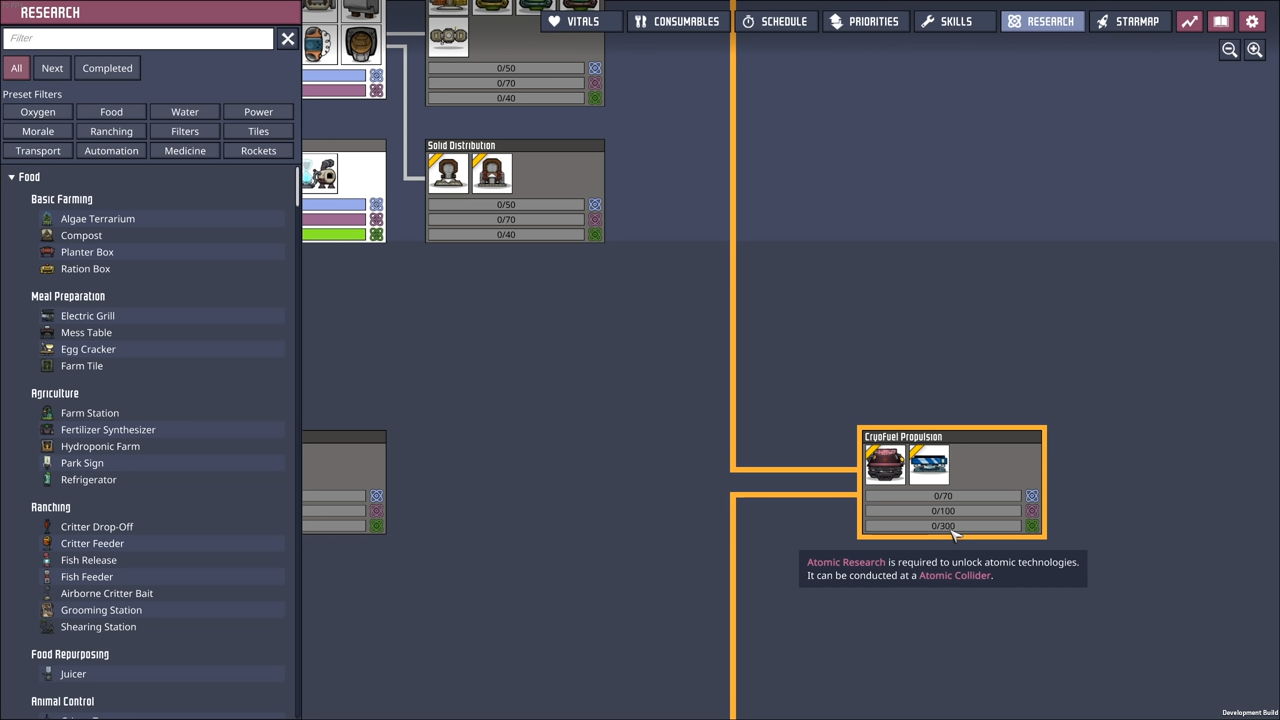 RESEARCH
VITALS
CONSUMABLES
SCHEDULE
PRIORITIES
SKILLS
RESEARCH
STARMAP
Filter
All
Next
Completed
Preset Filters
Oxygen
Food
Water
Power
Morale
Ranching
Filters
Tiles
Transport
Automation
Medicine
Rockets
Food
Basic Farming
Algae Terrarium
Compost
Planter Box
Ration Box
Meal Preparation
Electric Grill
Mess Table
Egg Cracker
Farm Tile
Agriculture
Farm Station
Fertilizer Synthesizer
Hydroponic Farm
Park Sign
Refrigerator
Ranching
Critter Drop-Off
Critter Feeder
Fish Release
Fish Feeder
Airborne Critter Bait
Grooming Station
Shearing Station
Food Repurposing
Juicer
Animal Control
0/50
0/70
0/40
Solid Distribution
0/50
0/70
0/40
CryoFuel Propulsion
0/70
0/100
0/300
Atomic Research is required to unlock atomic technologies.
It can be conducted at a Atomic Collider.
Development Build